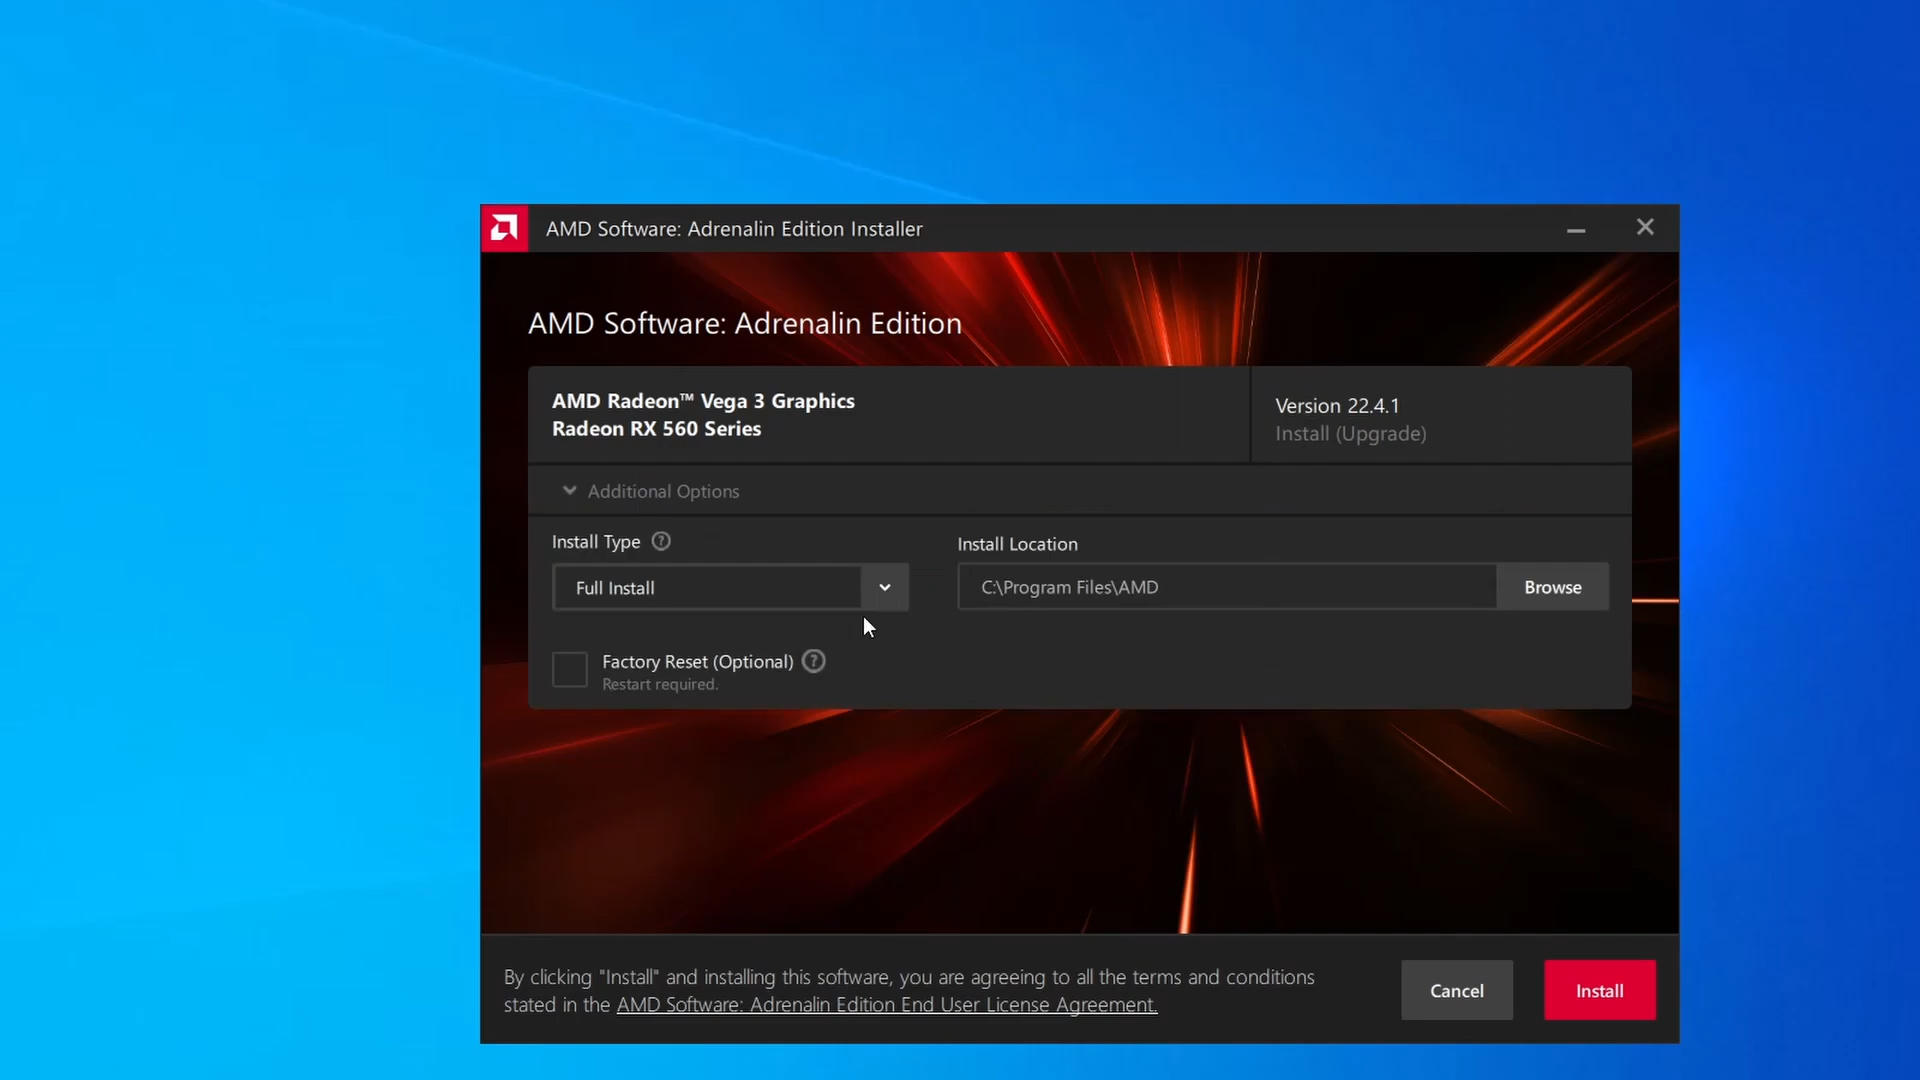 AMD Software: Adrenalin Edition Installer
AMD Software: Adrenalin Edition
AMD Radeon™ Vega 3 Graphics
Radeon RX 560 Series
Version 22.4.1
Install (Upgrade)
Additional Options
Install Type ?
Install Location
Full Install
C:\Program Files\AMD
Browse
Factory Reset (Optional) ?
Restart required.
By clicking "Install" and installing this software, you are agreeing to all the terms and conditions
stated in the AMD Software: Adrenalin Edition End User License Agreement.
Cancel
Install